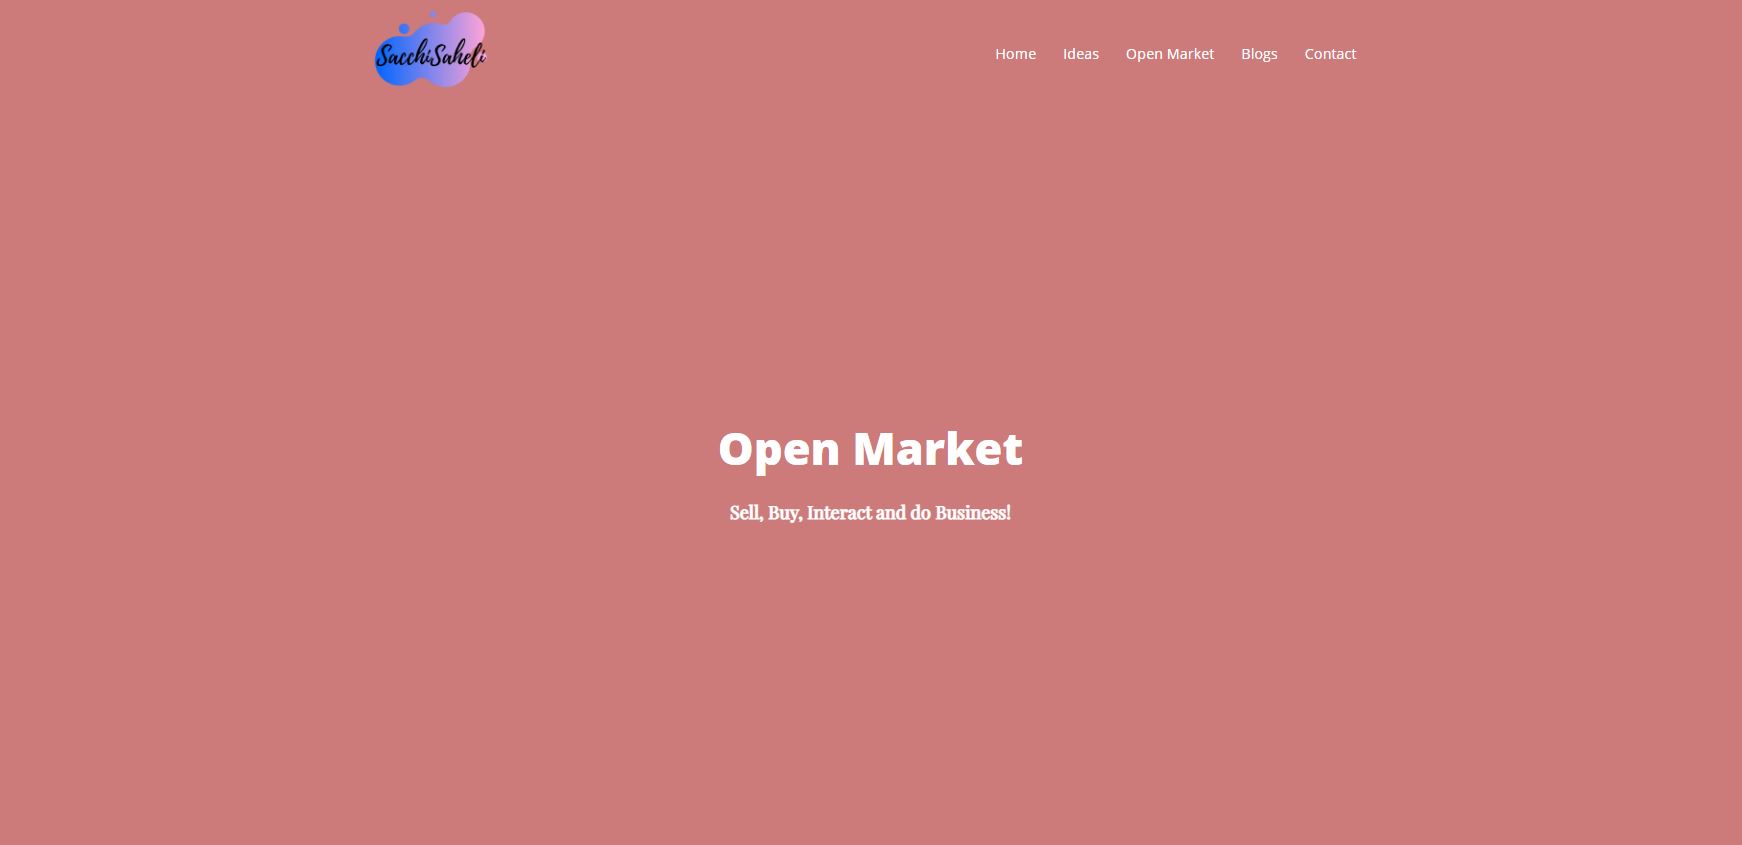 SacchiSaheli
Home Ideas Open Market Blogs Contact
Open Market
Sell, Buy, Interact and do Business!